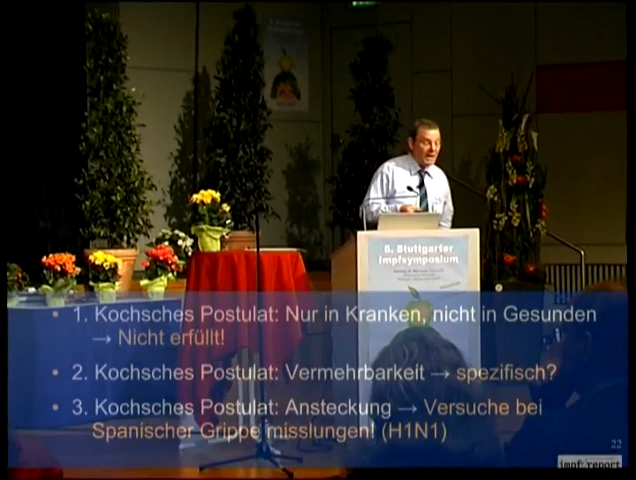 6. Stuttgarter
Impfsymposium
• 1. Kochsches Postulat: Nur in Kranken, nicht in Gesunden
→ Nicht erfüllt!
• 2. Kochsches Postulat: Vermehrbarkeit → spezifisch?
• 3. Kochsches Postulat: Ansteckung → Versuche bei
Spanischer Grippe misslungen! (H1N1)
22
impf-report